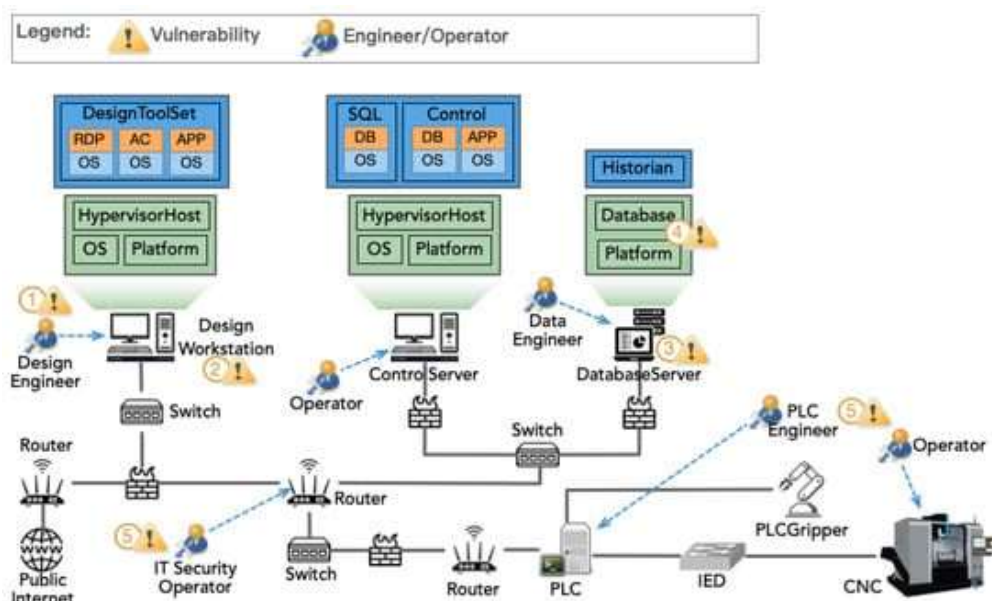 Legend:
Vulnerability
Engineer/Operator
DesignToolSet
RDP AC APP
OS OS OS
HypervisorHost
OS Platform
SQL Control
DB DB APP
OS OS OS
HypervisorHost
OS Platform
Historian
Database
4
Platform
1
Design
Engineer
Design
Workstation
2
Operator
ControlServer
Data
Engineer
3
DatabaseServer
Switch
Router
Switch
PLC
Engineer
5
Operator
Router
PLCGripper
5
IT Security
Operator
Switch
Router
PLC
IED
CNC
WWW
Public
Internet